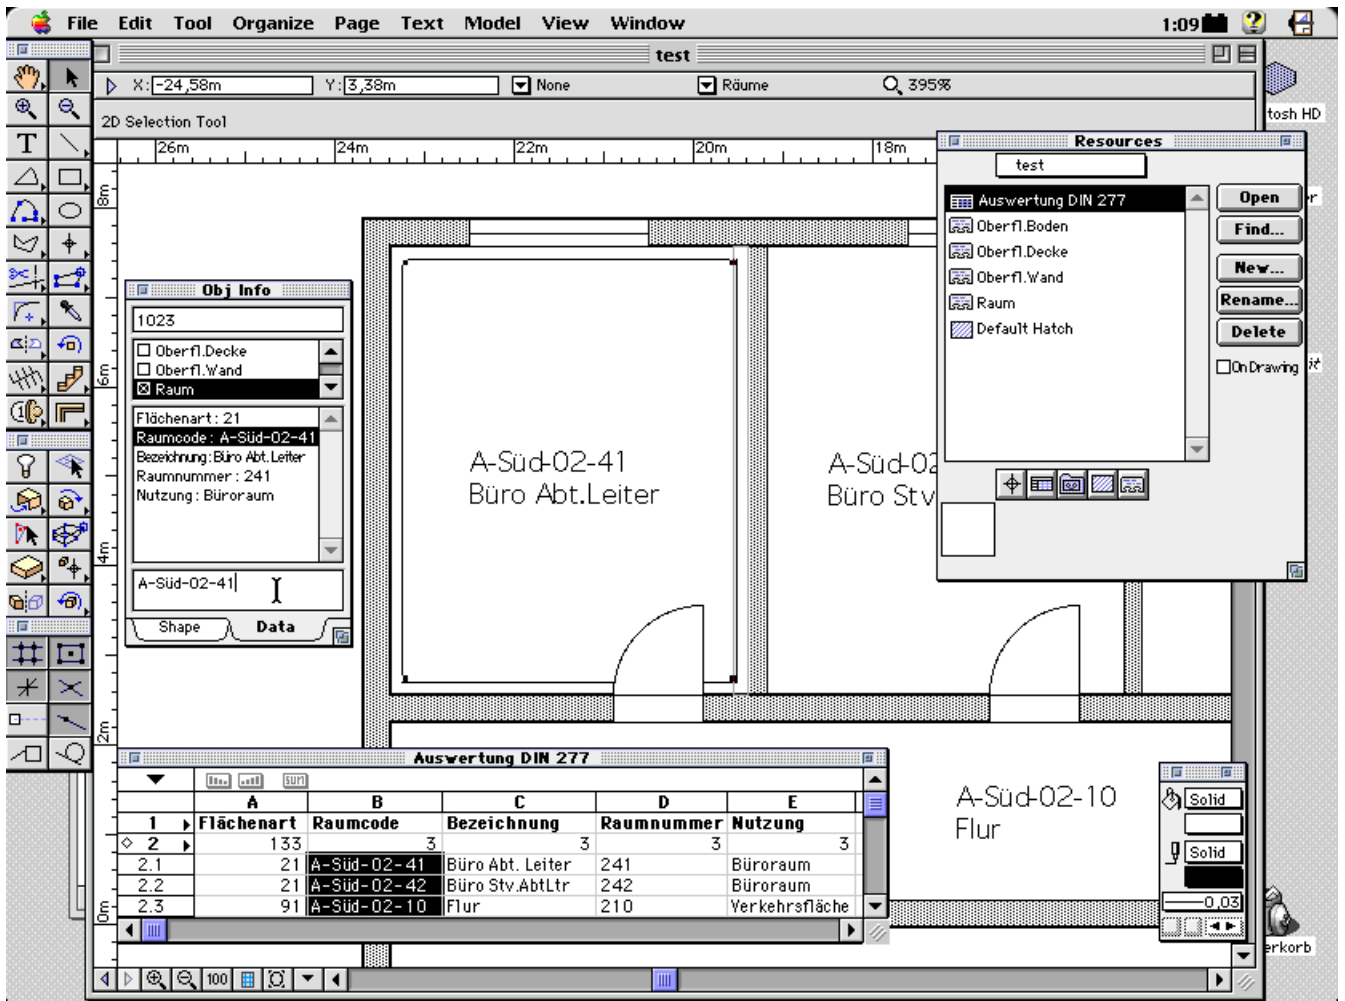 File Edit Tool Organize Page Text Model View Window 1:09
test
X: -24,58m Y: 3,38m None Räume 395%
2D Selection Tool
26m 24m 22m 20m 18m
8m
6m
4m
2m
0m
tosh HD
Resources
test
Auswertung DIN 277
Oberfl.Boden
Oberfl.Decke
Oberfl.Wand
Raum
Default Hatch
Open
Find...
New...
Rename...
Delete
On Drawing
Obj Info
1023
Oberfl.Decke
Oberfl.Wand
Raum
Flächenart: 21
Raumcode: A-Süd-02-41
Bezeichnung: Büro Abt. Leiter
Raumnummer: 241
Nutzung: Büroraum
A-Süd-02-41
Shape Data
A-Süd-02-41
Büro Abt.Leiter
A-Süd-02
Büro Stv
A-Süd-02-10
Flur
Auswertung DIN 277
sum
A B C D E
1 Flächenart Raumcode Bezeichnung Raumnummer Nutzung
2 133 3 3 3 3
2.1 21 A-Süd-02-41 Büro Abt. Leiter 241 Büroraum
2.2 21 A-Süd-02-42 Büro Stv.AbtLtr 242 Büroraum
2.3 91 A-Süd-02-10 Flur 210 Verkehrsfläche
Solid
Solid
0,03
erkorb
100